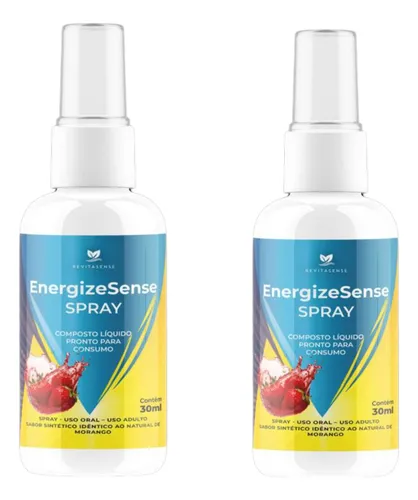 REVITASENSE
EnergizeSense
SPRAY
COMPOSTO LÍQUIDO
PRONTO PARA
CONSUMO
Contém
30ml
SPRAY - USO ORAL – USO ADULTO
SABOR SINTÉTICO IDÊNTICO AO NATURAL DE
MORANGO
REVITASENSE
EnergizeSense
SPRAY
COMPOSTO LÍQUIDO
PRONTO PARA
CONSUMO
Contém
30ml
SPRAY - USO ORAL – USO ADULTO
SABOR SINTÉTICO IDÊNTICO AO NATURAL DE
MORANGO